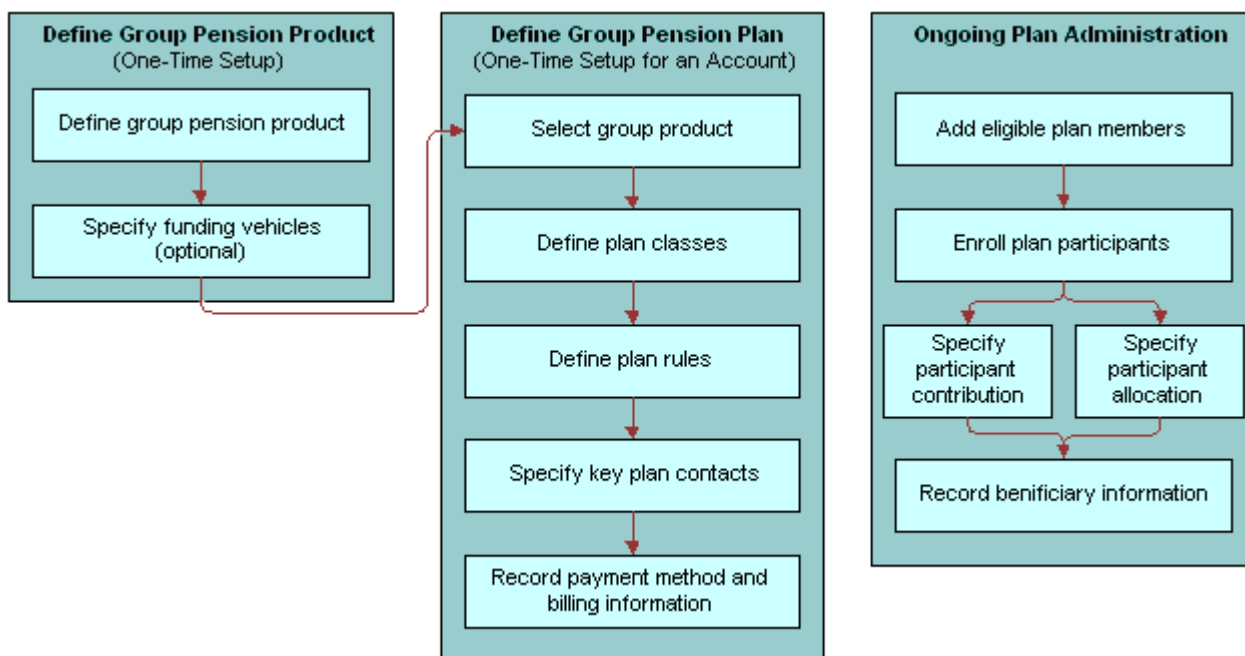 Define Group Pension Product
(One-Time Setup)
Define group pension product
Specify funding vehicles
(optional)
Define Group Pension Plan
(One-Time Setup for an Account)
Select group product
Define plan classes
Define plan rules
Specify key plan contacts
Record payment method and
billing information
Ongoing Plan Administration
Add eligible plan members
Enroll plan participants
Specify
participant
contribution
Specify
participant
allocation
Record benificiary information